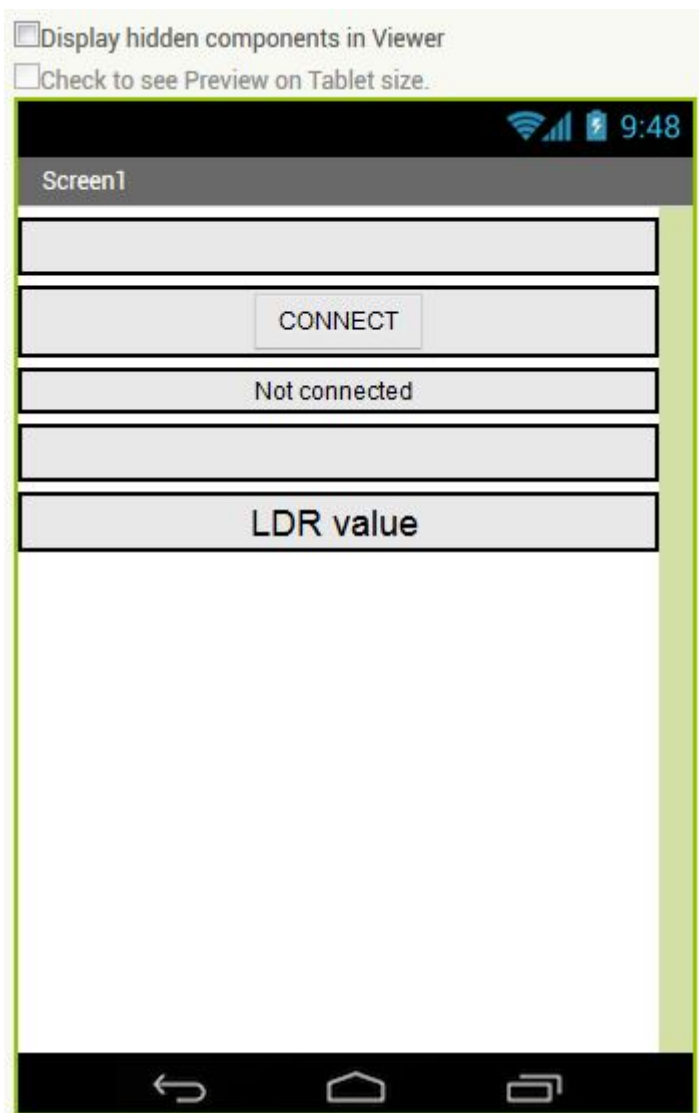 Display hidden components in Viewer
Check to see Preview on Tablet size.
9:48
Screen1
CONNECT
Not connected
LDR value